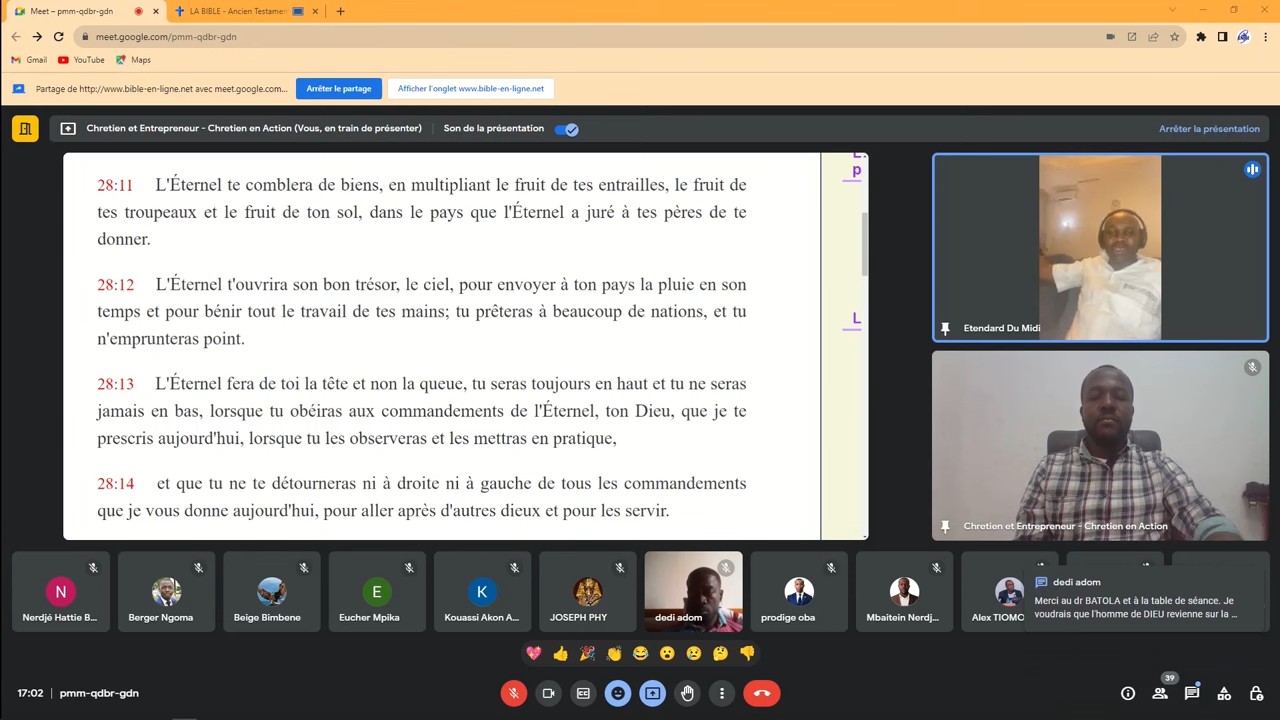 Meet – pmm-qdbr-gdn
LA BIBLE - Ancien Testame
meet.google.com/pmm-qdbr-gdn
Gmail
YouTube
Maps
Partage de http://www.bible-en-ligne.net avec meet.google.com...
Arrêter le partage
Afficher l'onglet www.bible-en-ligne.net
Chretien et Entrepreneur - Chretien en Action (Vous, en train de présenter)
Son de la présentation
Arrêter la présentation
28:11 L'Éternel te comblera de biens, en multipliant le fruit de tes entrailles, le fruit de
tes troupeaux et le fruit de ton sol, dans le pays que l'Éternel a juré à tes pères de te
donner.
28:12 L'Éternel t'ouvrira son bon trésor, le ciel, pour envoyer à ton pays la pluie en son
temps et pour bénir tout le travail de tes mains; tu prêteras à beaucoup de nations, et tu
n'emprunteras point.
28:13 L'Éternel fera de toi la tête et non la queue, tu seras toujours en haut et tu ne seras
jamais en bas, lorsque tu obéiras aux commandements de l'Éternel, ton Dieu, que je te
prescris aujourd'hui, lorsque tu les observeras et les mettras en pratique,
28:14 et que tu ne te détourneras ni à droite ni à gauche de tous les commandements
que je vous donne aujourd'hui, pour aller après d'autres dieux et pour les servir.
p
L
Etendard Du Midi
Chretien et Entrepreneur - Chretien en Action
N
Nerdjé Hattie B...
Berger Ngoma
Beige Bimbene
E
Eucher Mpika
K
Kouassi Akon A...
JOSEPH PHY
dedi adom
prodige oba
Mbaitein Nerdj...
Alex TIOMO
dedi adom
Merci au dr BATOLA et à la table de séance. Je
voudrais que l'homme de DIEU revienne sur la ...
17:02
pmm-qdbr-gdn
39